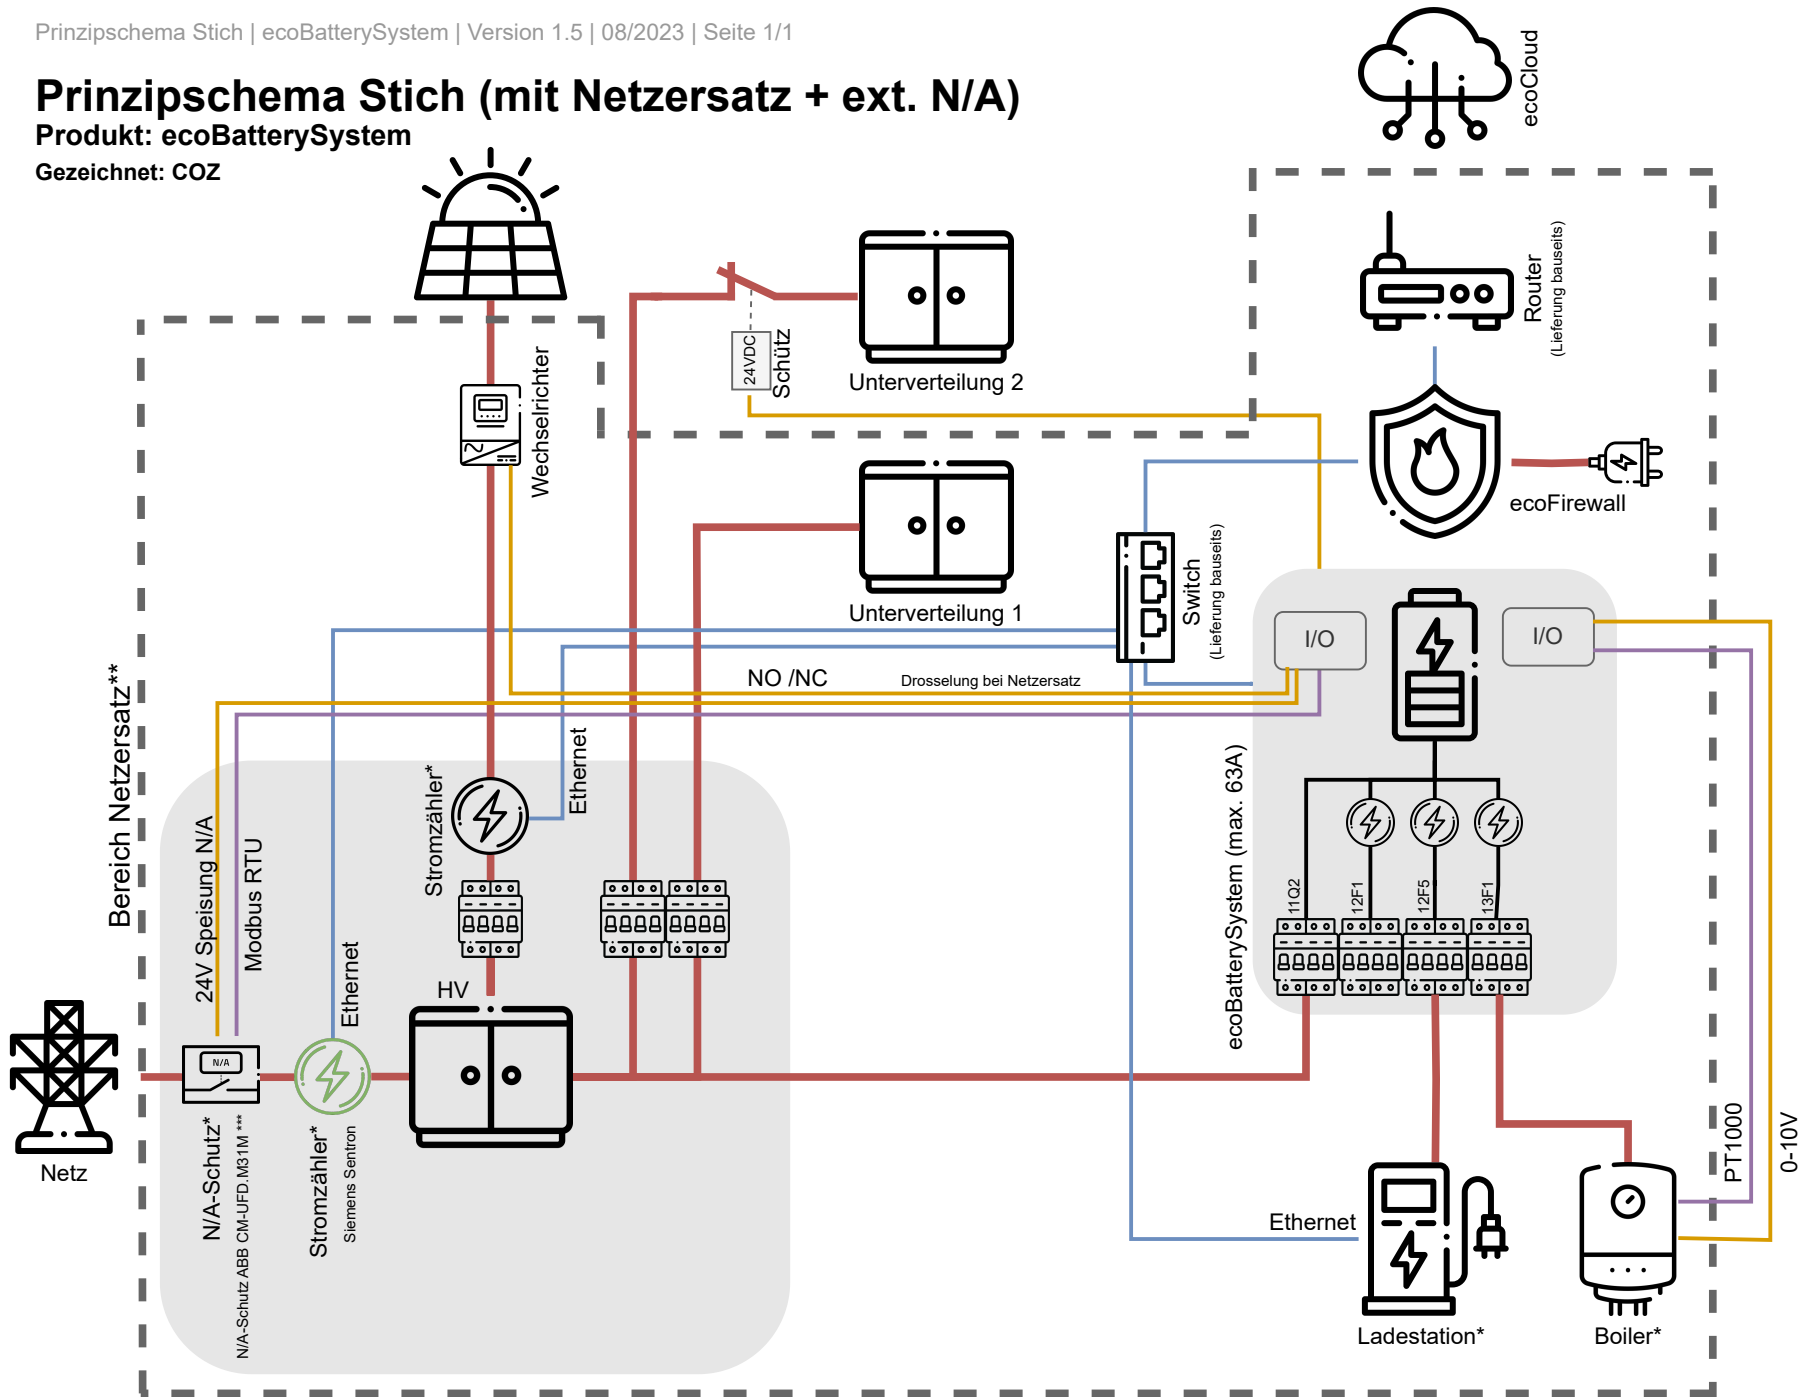 Prinzipschema Stich | ecoBatterySystem | Version 1.5 | 08/2023 | Seite 1/1
Prinzipschema Stich (mit Netzersatz + ext. N/A)
Produkt: ecoBatterySystem
Gezeichnet: COZ
ecoCloud
Router
(Lieferung bauseits)
24VDC
Schütz
Unterverteilung 2
Wechselrichter
ecoFirewall
Unterverteilung 1
Switch
(Lieferung bauseits)
I/O
I/O
NO /NC
Drosselung bei Netzersatz
Bereich Netzersatz**
Stromzähler*
Ethernet
24V Speisung N/A
Modbus RTU
Ethernet
HV
ecoBatterySystem (max. 63A)
11Q2
12F1
12F5
13F1
N/A
Netz
N/A-Schutz*
N/A-Schutz ABB CM-UFD.M31M ***
Stromzähler*
Siemens Sentron
Ethernet
PT1000
0-10V
Ladestation*
Boiler*